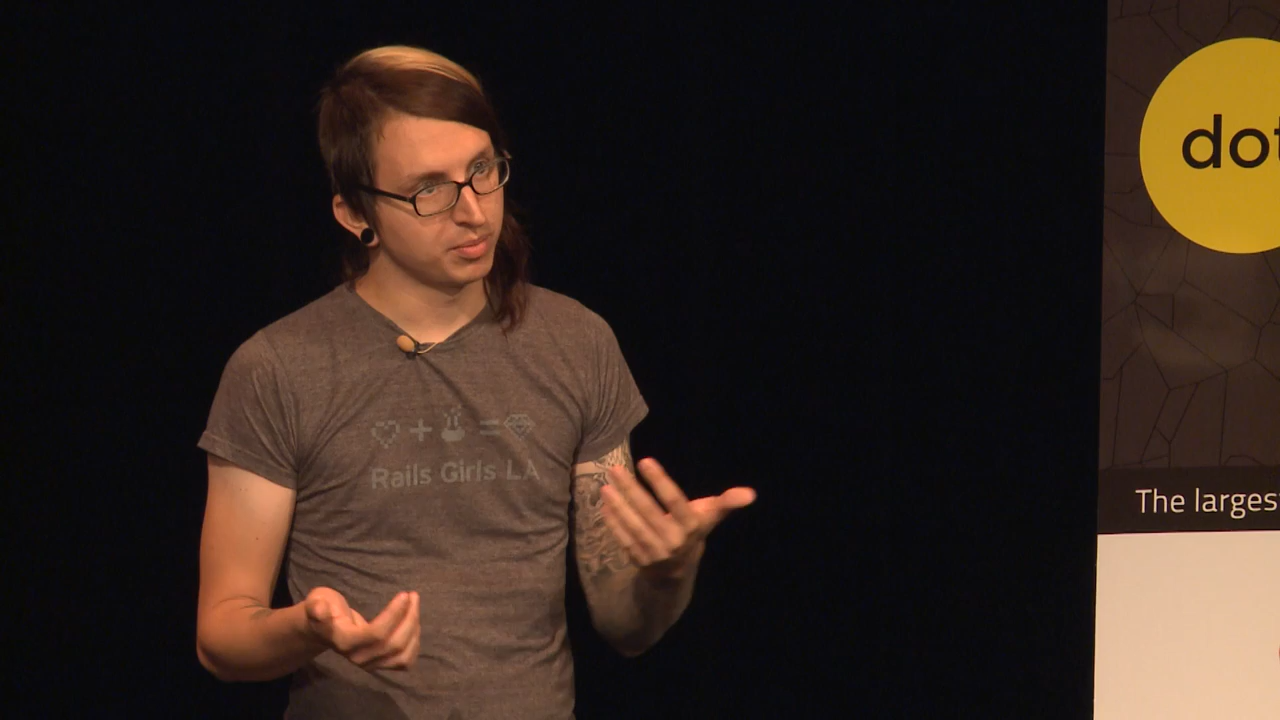 + =
Rails Girls LA
dot
The larges